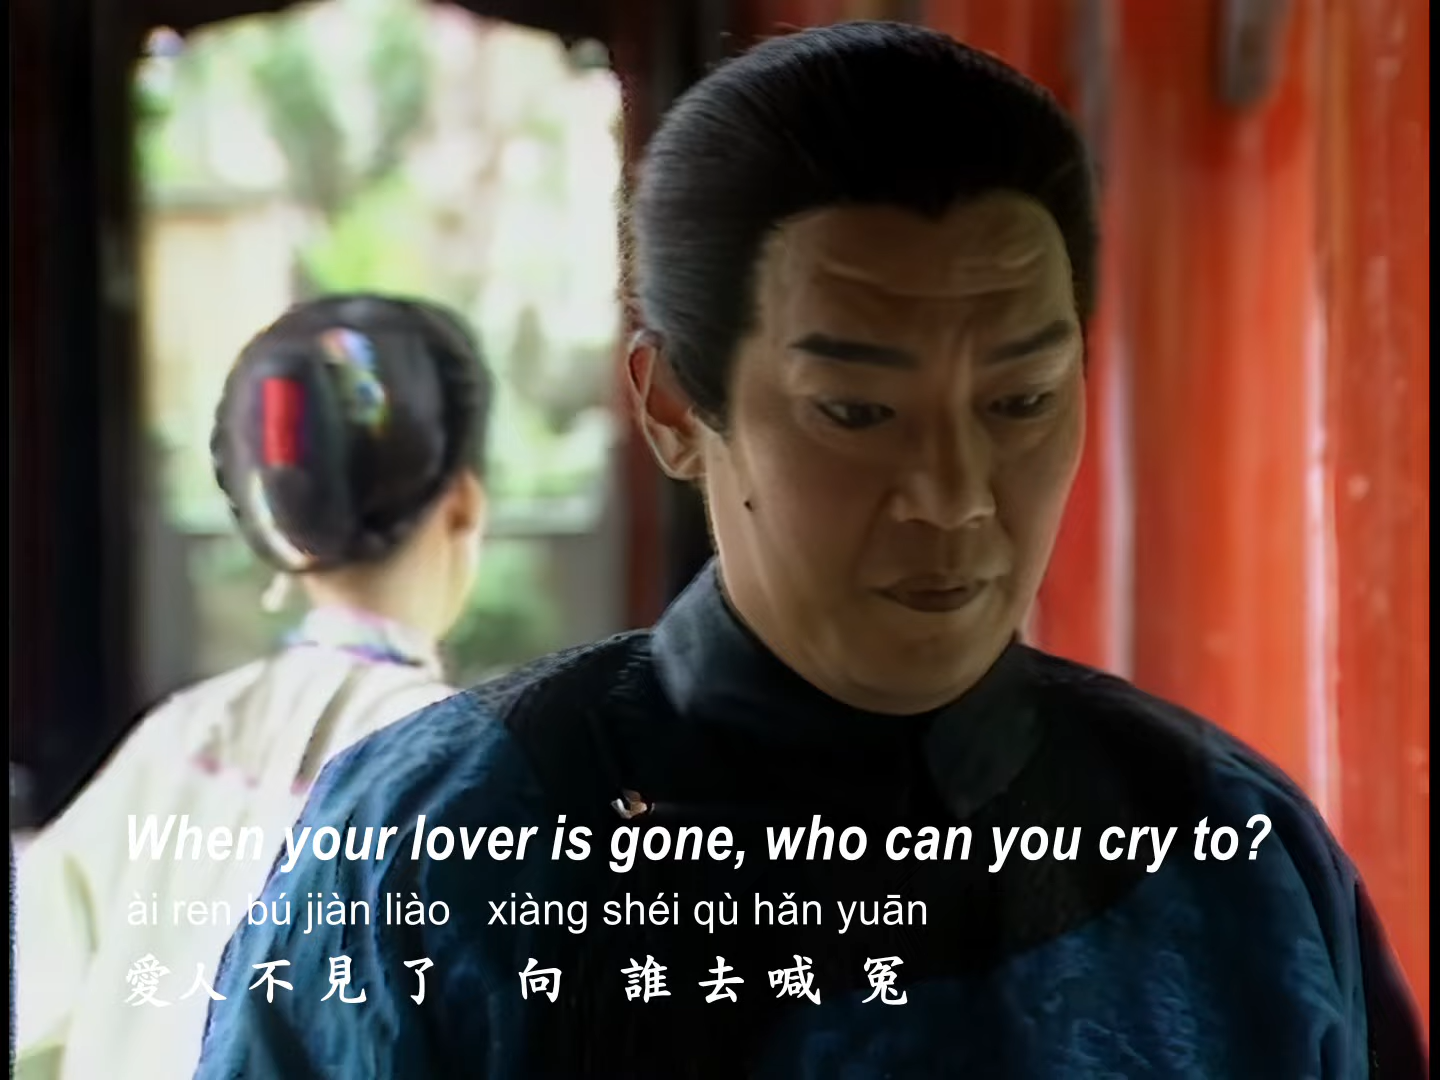 When your lover is gone, who can you cry to?
ài ren bú jiàn liào xiàng shéi qù hǎn yuān
愛人不見了 向 誰去喊 冤